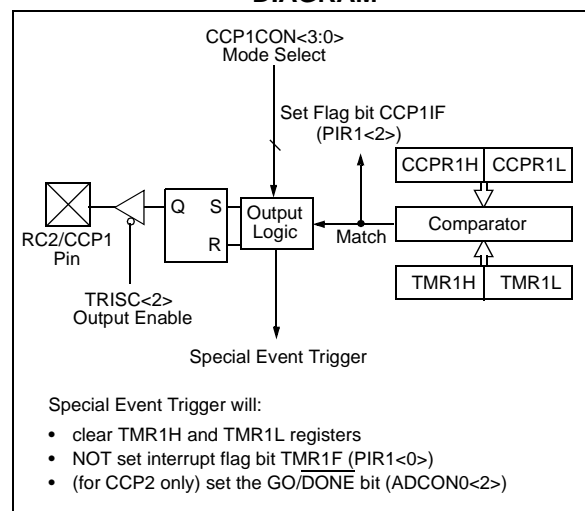 DIAGRAM
CCP1CON<3:0>
Mode Select
Set Flag bit CCP1IF
(PIR1<2>)
CCPR1H CCPR1L
Q S
R
Output
Logic
Match
Comparator
RC2/CCP1
Pin
TRISC<2>
Output Enable
TMR1H TMR1L
Special Event Trigger
Special Event Trigger will:
• clear TMR1H and TMR1L registers
• NOT set interrupt flag bit TMR1F (PIR1<0>)
• (for CCP2 only) set the GO/DONE bit (ADCON0<2>)